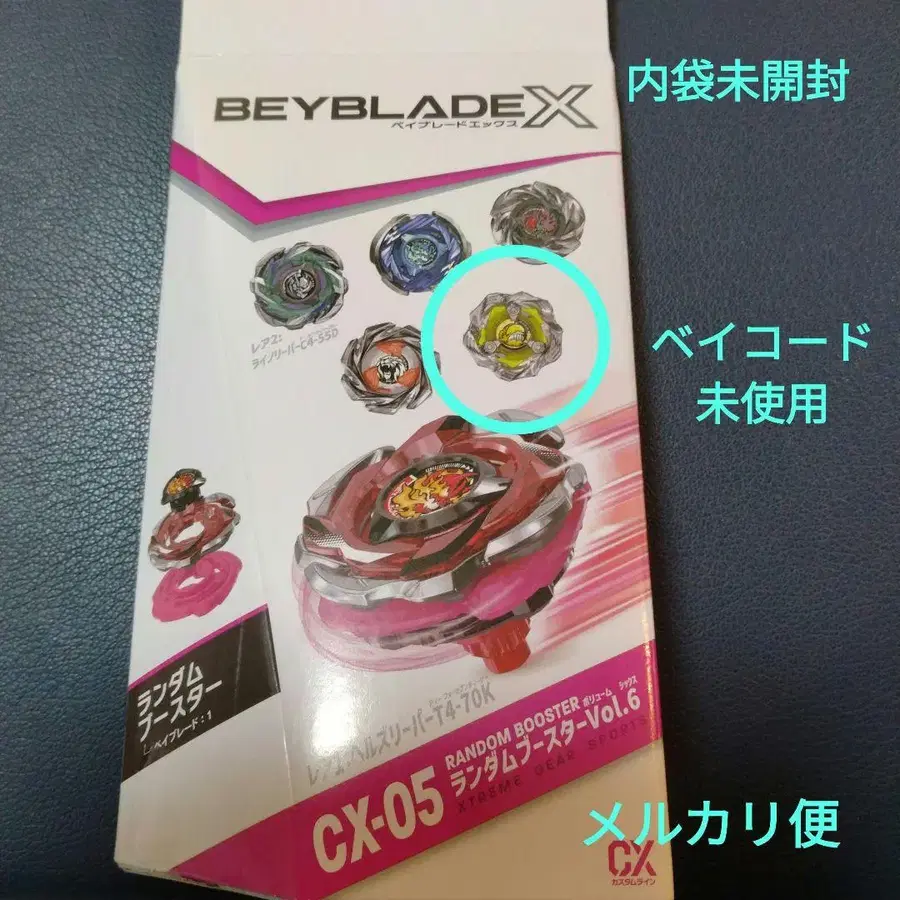 内袋未開封
BEYBLADE X
ベイブレードエックス
レア2:
ライノリーパーC4-55D
ベイコード
未使用
ランダム
ブースター
ベイブレード:1
レア1:ヘルズリーパーT4-70K
CX-05
RANDOM BOOSTER ボリューム シックス
ランダムブースターVol.6
XTREME GEAR SPORTS
メルカリ便
CX
カスタムライン